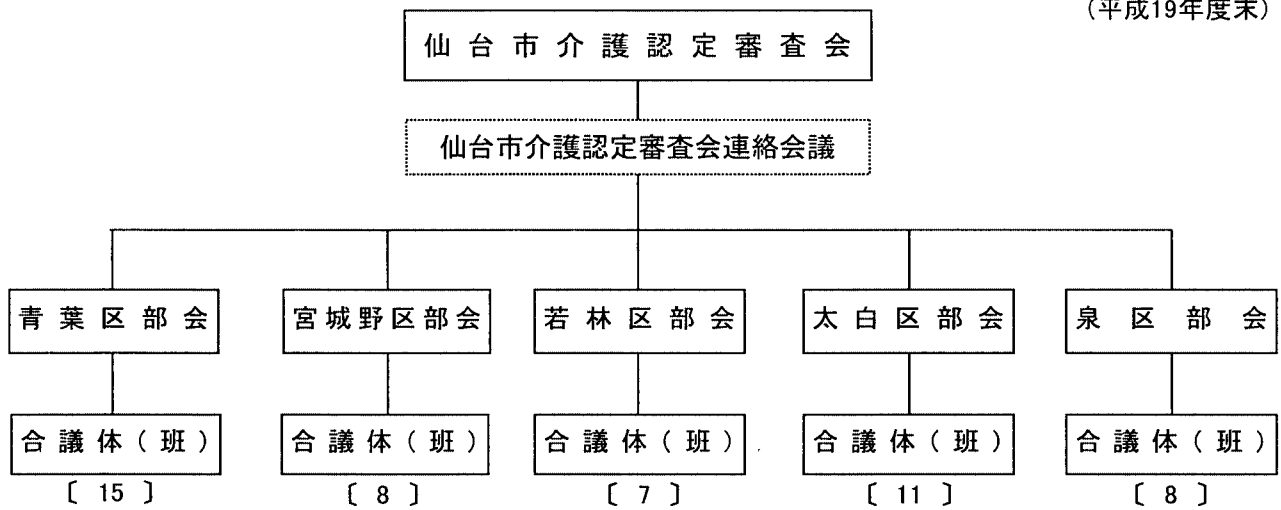 (平成19年度末)
仙台市介護認定審査会
仙台市介護認定審査会連絡会議
青葉区部会 宮城野区部会 若林区部会 太白区部会 泉区部会
合議体(班) 合議体(班) 合議体(班) 合議体(班) 合議体(班)
〔 15 〕 〔 8 〕 〔 7 〕 〔 11 〕 〔 8 〕